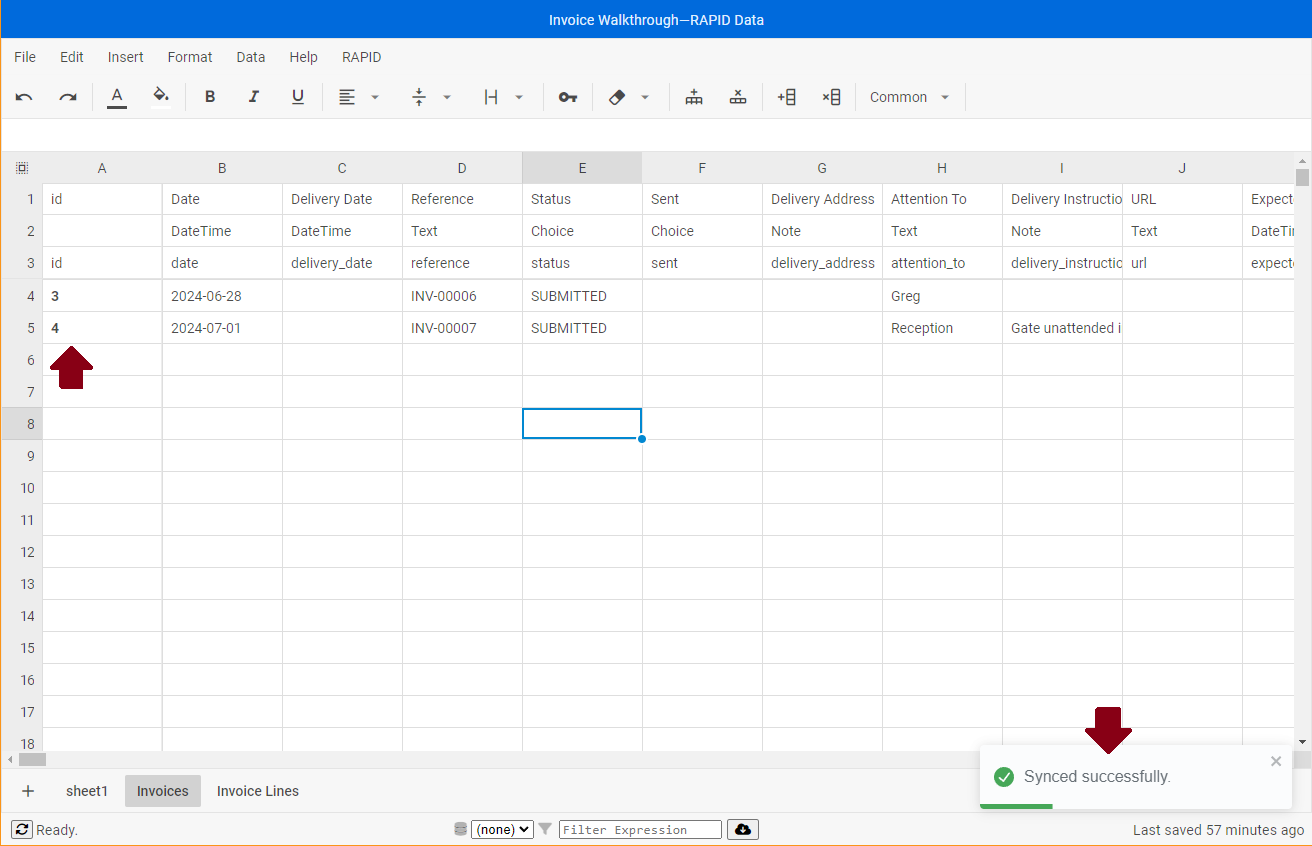 Invoice Walkthrough—RAPID Data
File Edit Insert Format Data Help RAPID
A B I U Common
A B C D E F G H I J
1 id Date Delivery Date Reference Status Sent Delivery Address Attention To Delivery Instructio URL Expect
2 DateTime DateTime Text Choice Choice Note Text Note Text DateTi
3 id date delivery_date reference status sent delivery_address attention_to delivery_instructio url expect
4 3 2024-06-28 INV-00006 SUBMITTED Greg
5 4 2024-07-01 INV-00007 SUBMITTED Reception Gate unattended i
6
7
8
9
10
11
12
13
14
15
16
17
18
Synced successfully.
sheet1 Invoices Invoice Lines
Ready. (none) Filter Expression Last saved 57 minutes ago